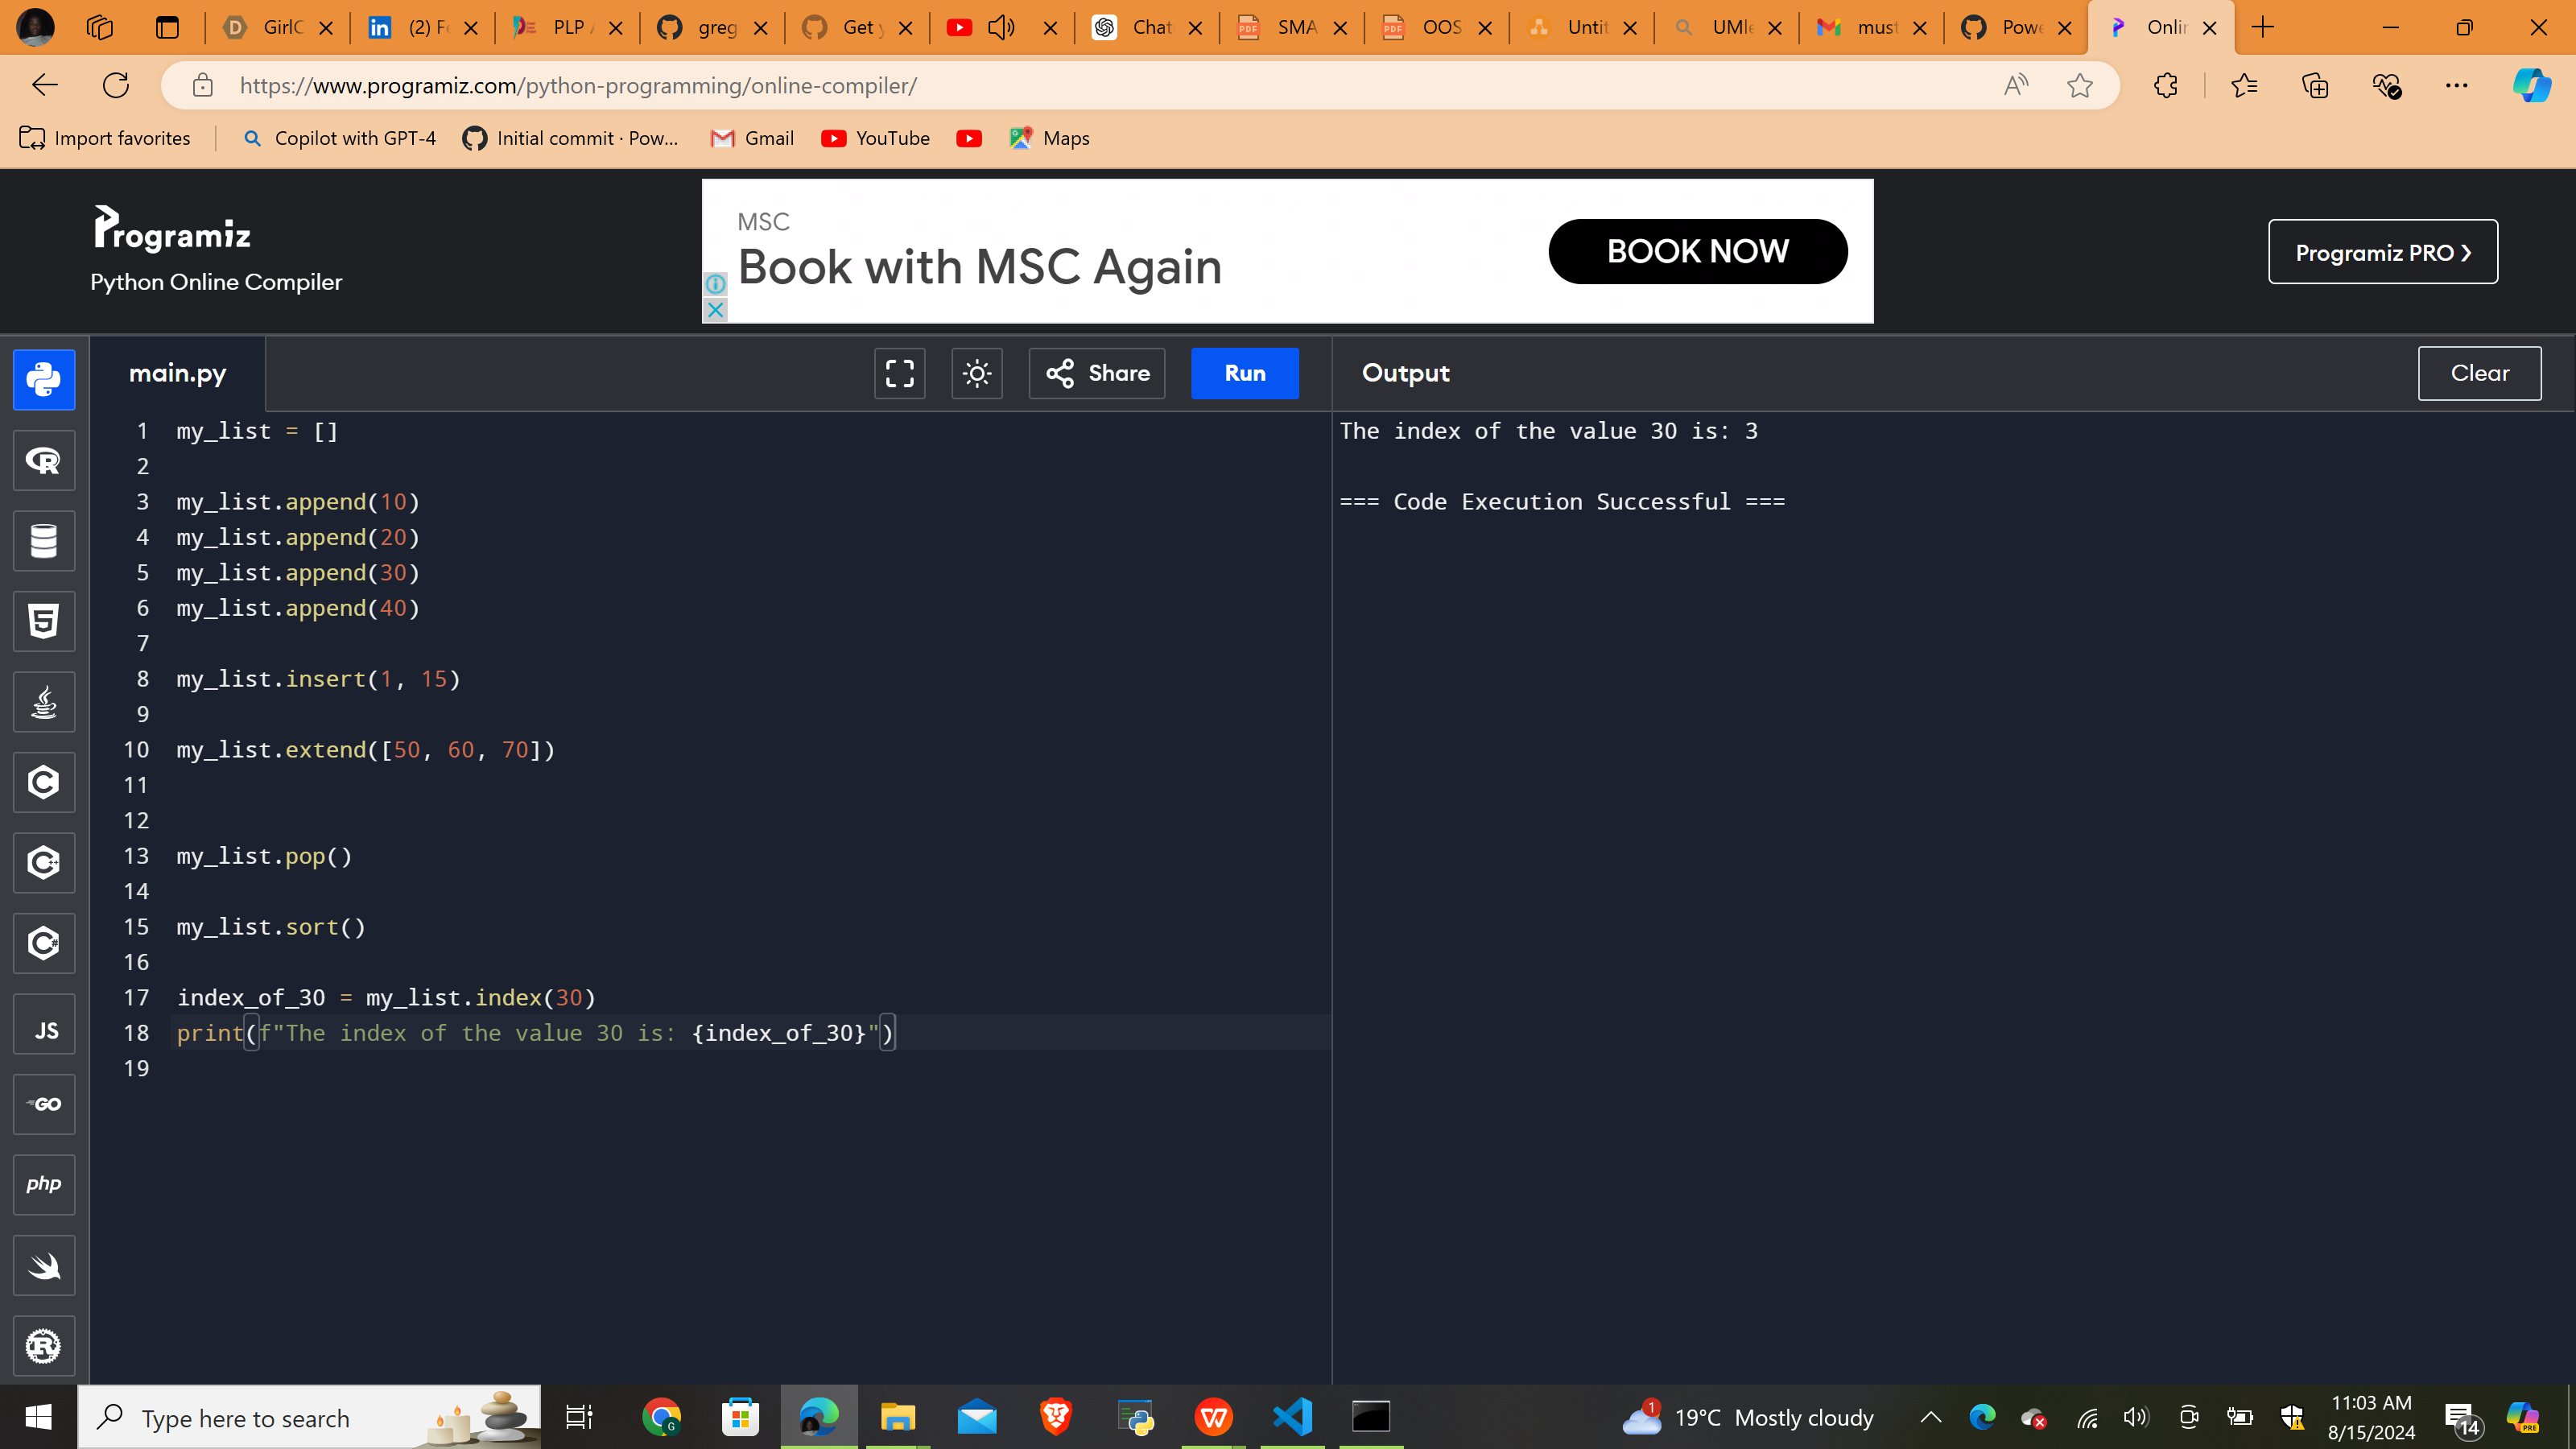 GirlC
(2) Fe
PLP A
greg
Get y
Chat
SMA
OOS
Untit
UMle
must
Powe
Onlin
https://www.programiz.com/python-programming/online-compiler/
Import favorites
Copilot with GPT-4
Initial commit · Pow...
Gmail
YouTube
Maps
Programiz
Python Online Compiler
MSC
Book with MSC Again
BOOK NOW
Programiz PRO ❯
main.py
Share
Run
Output
Clear
1 my_list = []
2
3 my_list.append(10)
4 my_list.append(20)
5 my_list.append(30)
6 my_list.append(40)
7
8 my_list.insert(1, 15)
9
10 my_list.extend([50, 60, 70])
11
12
13 my_list.pop()
14
15 my_list.sort()
16
17 index_of_30 = my_list.index(30)
18 print(f"The index of the value 30 is: {index_of_30}")
19
The index of the value 30 is: 3
=== Code Execution Successful ===
JS
GO
php
Type here to search
1
19°C Mostly cloudy
11:03 AM
8/15/2024
14
PRE